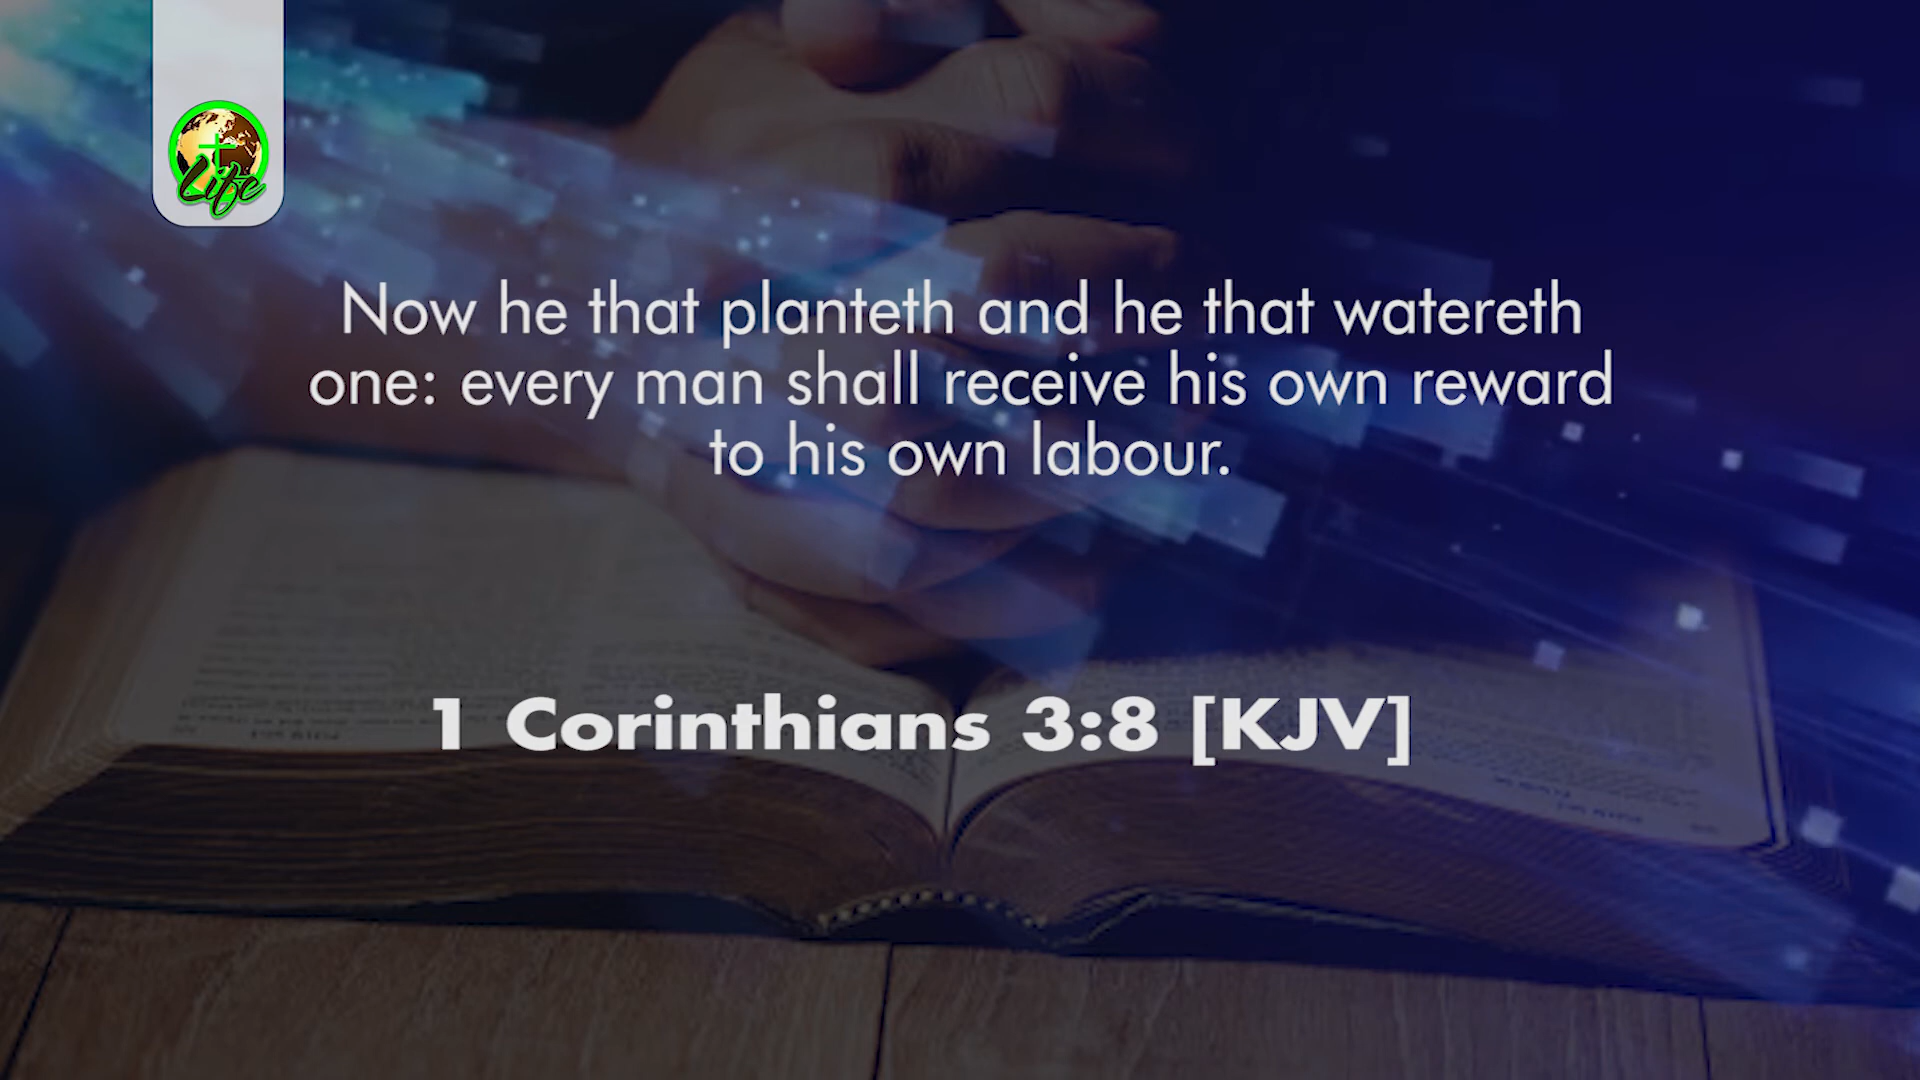 Life
Now he that planteth and he that watereth
one: every man shall receive his own reward
to his own labour.
1 Corinthians 3:8 [KJV]